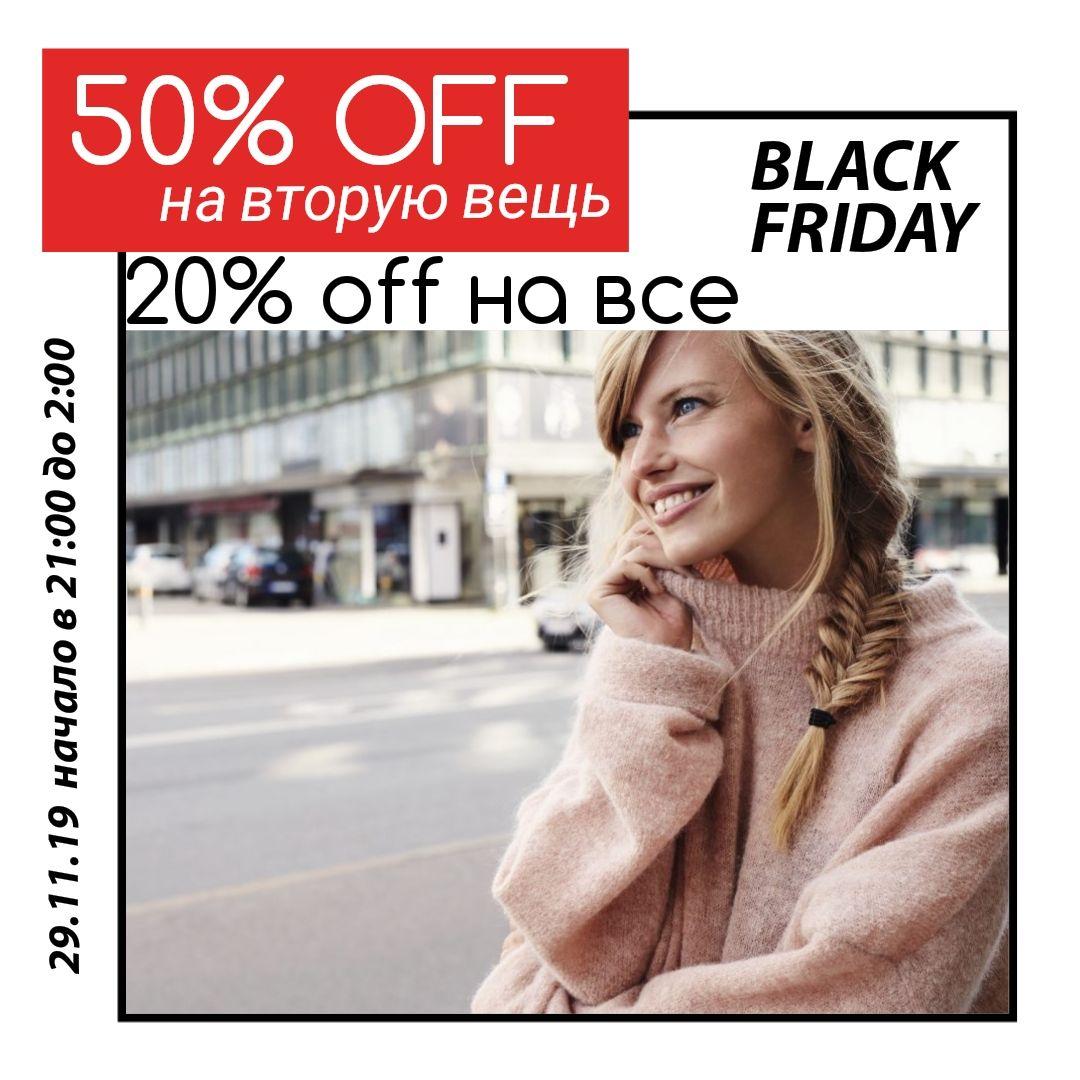 50% OFF
на вторую вещь
BLACK
FRIDAY
20% off на все
29.11.19 начало в 21:00 до 2:00